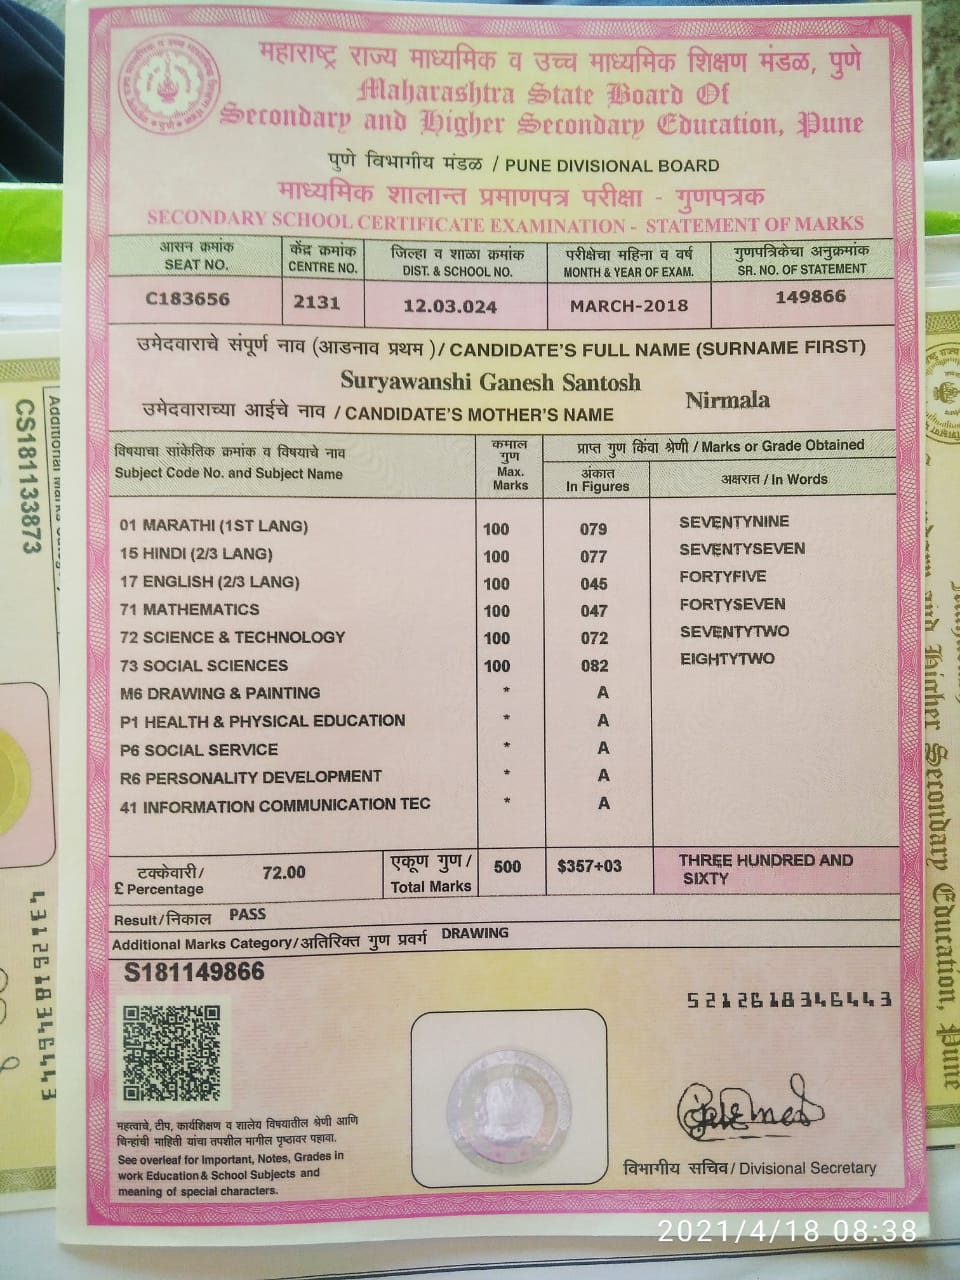 महाराष्ट्र राज्य माध्यमिक व उच्च माध्यमिक शिक्षण मंडळ, पुणे
Maharashtra State Board Of
Secondary and Higher Secondary Education, Pune
पुणे विभागीय मंडळ / PUNE DIVISIONAL BOARD
माध्यमिक शालान्त प्रमाणपत्र परीक्षा - गुणपत्रक
SECONDARY SCHOOL CERTIFICATE EXAMINATION - STATEMENT OF MARKS
आसन क्रमांक केंद्र क्रमांक जिल्हा व शाळा क्रमांक परीक्षेचा महिना व वर्ष गुणपत्रिकेचा अनुक्रमांक
SEAT NO. CENTRE NO. DIST. & SCHOOL NO. MONTH & YEAR OF EXAM. SR. NO. OF STATEMENT
C183656 2131 12.03.024 MARCH-2018 149866
उमेदवाराचे संपूर्ण नाव (आडनाव प्रथम )/ CANDIDATE'S FULL NAME (SURNAME FIRST)
Suryawanshi Ganesh Santosh
उमेदवाराच्या आईचे नाव / CANDIDATE'S MOTHER'S NAME Nirmala
विषयाचा सांकेतिक क्रमांक व विषयाचे नाव
Subject Code No. and Subject Name
कमाल
गुण
Max.
Marks
प्राप्त गुण किंवा श्रेणी / Marks or Grade Obtained
अंकात
In Figures
अक्षरात / In Words
01 MARATHI (1ST LANG) 100 079 SEVENTYNINE
15 HINDI (2/3 LANG) 100 077 SEVENTYSEVEN
17 ENGLISH (2/3 LANG) 100 045 FORTYFIVE
71 MATHEMATICS 100 047 FORTYSEVEN
72 SCIENCE & TECHNOLOGY 100 072 SEVENTYTWO
73 SOCIAL SCIENCES 100 082 EIGHTYTWO
M6 DRAWING & PAINTING * A
P1 HEALTH & PHYSICAL EDUCATION * A
P6 SOCIAL SERVICE * A
R6 PERSONALITY DEVELOPMENT * A
41 INFORMATION COMMUNICATION TEC * A
टक्केवारी /
£ Percentage
72.00
एकूण गुण /
Total Marks
500 $357+03
THREE HUNDRED AND
SIXTY
Result/निकाल PASS
Additional Marks Category/अतिरिक्त गुण प्रवर्ग DRAWING
S181149866
5212618346443
महत्वाचे, टीप, कार्यशिक्षण व शालेय विषयातील श्रेणी आणि
चिन्हांची माहिती यांचा तपशील मागील पृष्ठावर पहावा.
See overleaf for Important, Notes, Grades in
work Education & School Subjects and
meaning of special characters.
विभागीय सचिव / Divisional Secretary
CS181133873
4312618346443
and Higher Secondary Education, Pune
2021/4/18 08:38